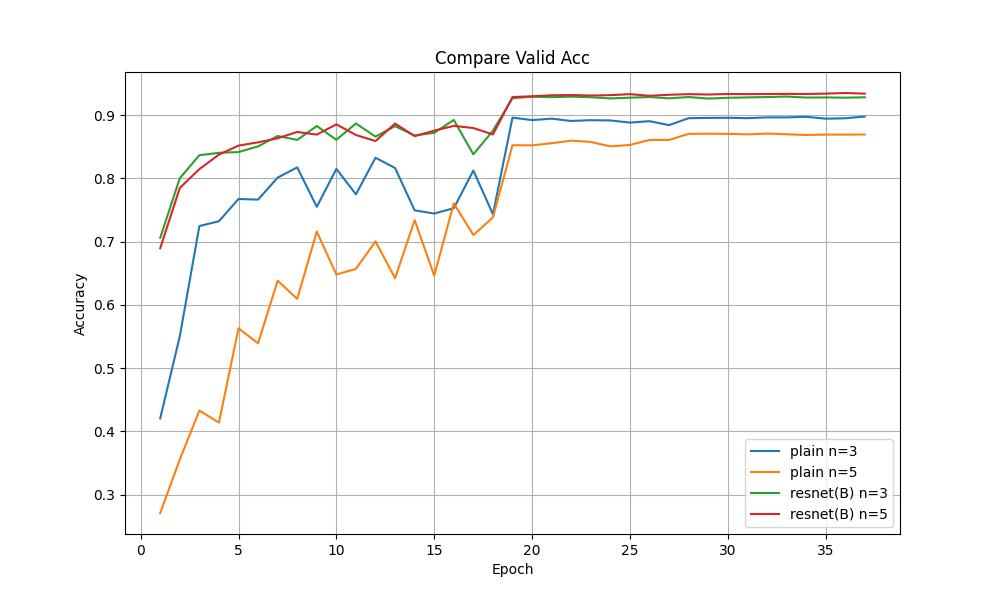 Compare Valid Acc
Accuracy
0.9
0.8
0.7
0.6
0.5
0.4
0.3
0
5
10
15
20
25
30
35
Epoch
plain n=3
plain n=5
resnet(B) n=3
resnet(B) n=5